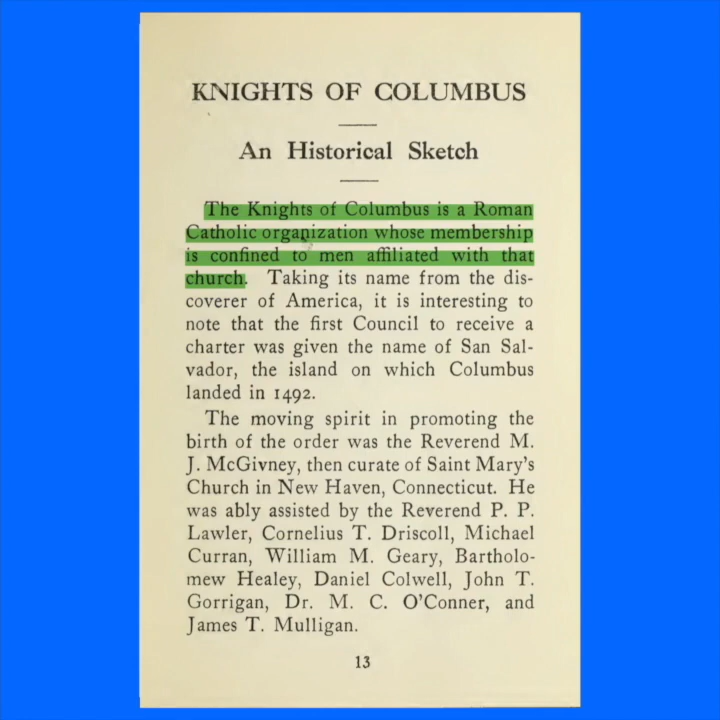 KNIGHTS OF COLUMBUS
An Historical Sketch
The Knights of Columbus is a Roman
Catholic organization whose membership
is confined to men affiliated with that
church. Taking its name from the dis-
coverer of America, it is interesting to
note that the first Council to receive a
charter was given the name of San Sal-
vador, the island on which Columbus
landed in 1492.
The moving spirit in promoting the
birth of the order was the Reverend M.
J. McGivney, then curate of Saint Mary's
Church in New Haven, Connecticut. He
was ably assisted by the Reverend P. P.
Lawler, Cornelius T. Driscoll, Michael
Curran, William M. Geary, Bartholo-
mew Healey, Daniel Colwell, John T.
Gorrigan, Dr. M. C. O'Conner, and
James T. Mulligan.
13